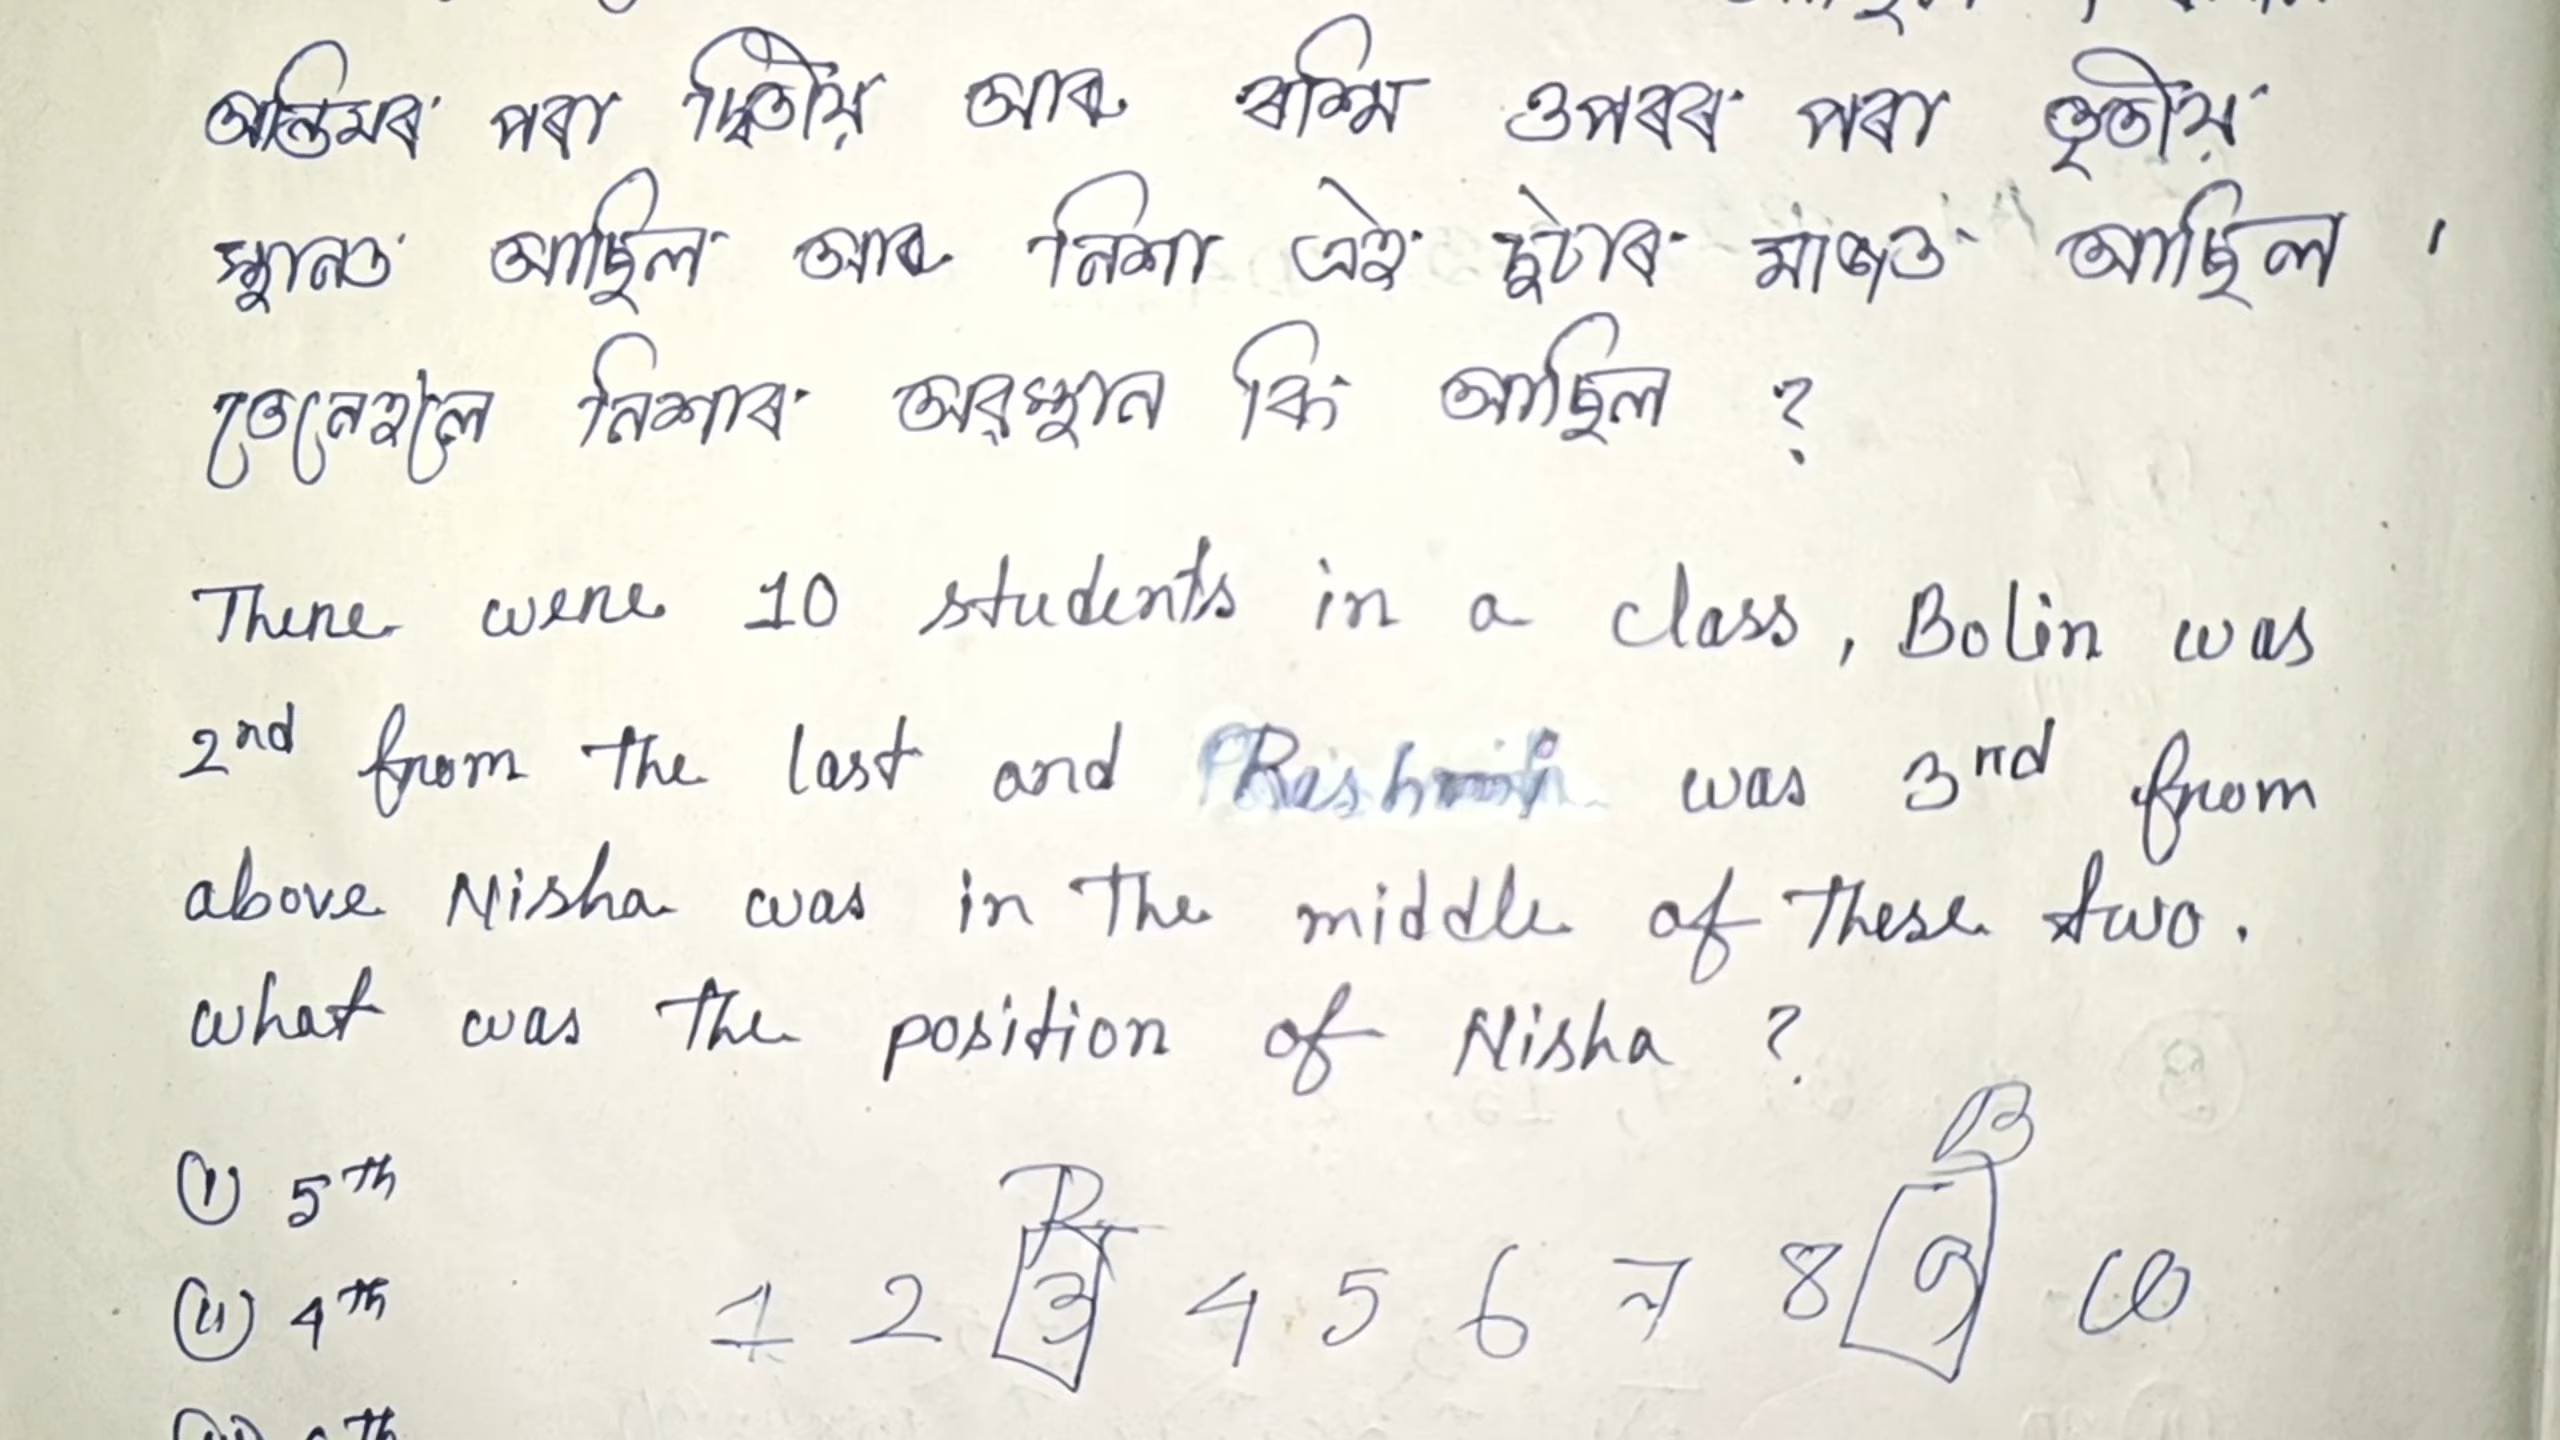 অন্তিমৰ পৰা দ্বিতীয় আৰু ৰশ্মি ওপৰৰ পৰা তৃতীয়
স্থানত আছিল আৰু নিশা এই দুটাৰ মাজত আছিল ।
তেনেহলে নিশাৰ অৱস্থান কি আছিল ?
There were 10 students in a class, Bolin was
2nd from the last and Rashmi was 3nd from
above Nisha was in the middle of these two.
what was the position of Nisha ?
B
R
(i) 5th
1 2 3 4 5 6 7 8 9 10
(ii) 4th